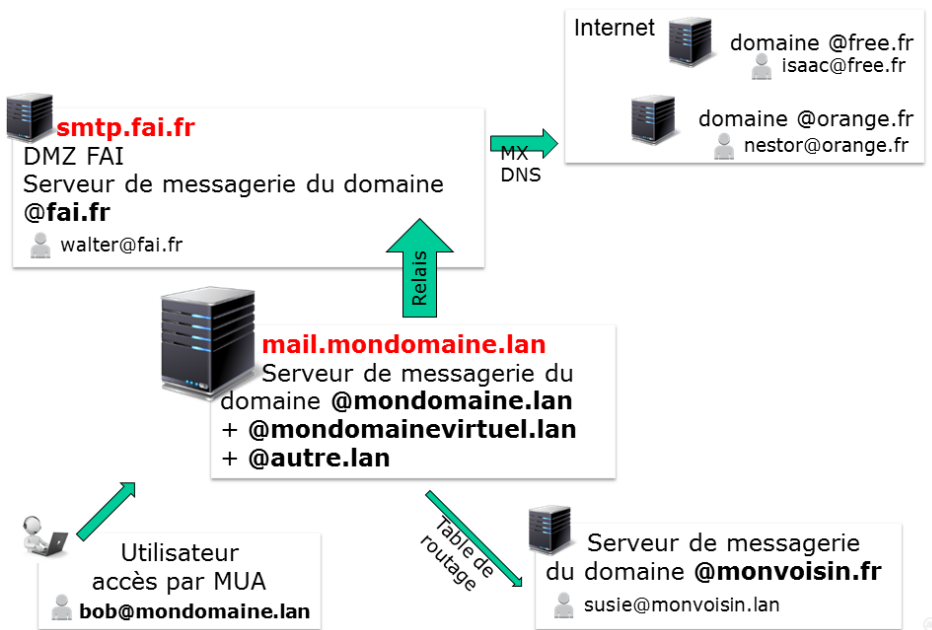 Internet
domaine @free.fr
isaac@free.fr
domaine @orange.fr
nestor@orange.fr
smtp.fai.fr
DMZ FAI
Serveur de messagerie du domaine
@fai.fr
walter@fai.fr
MX
DNS
Relais
mail.mondomaine.lan
Serveur de messagerie du
domaine @mondomaine.lan
+ @mondomainevirtuel.lan
+ @autre.lan
Utilisateur
accès par MUA
bob@mondomaine.lan
Table de
routage
Serveur de messagerie
du domaine @monvoisin.fr
susie@monvoisin.lan